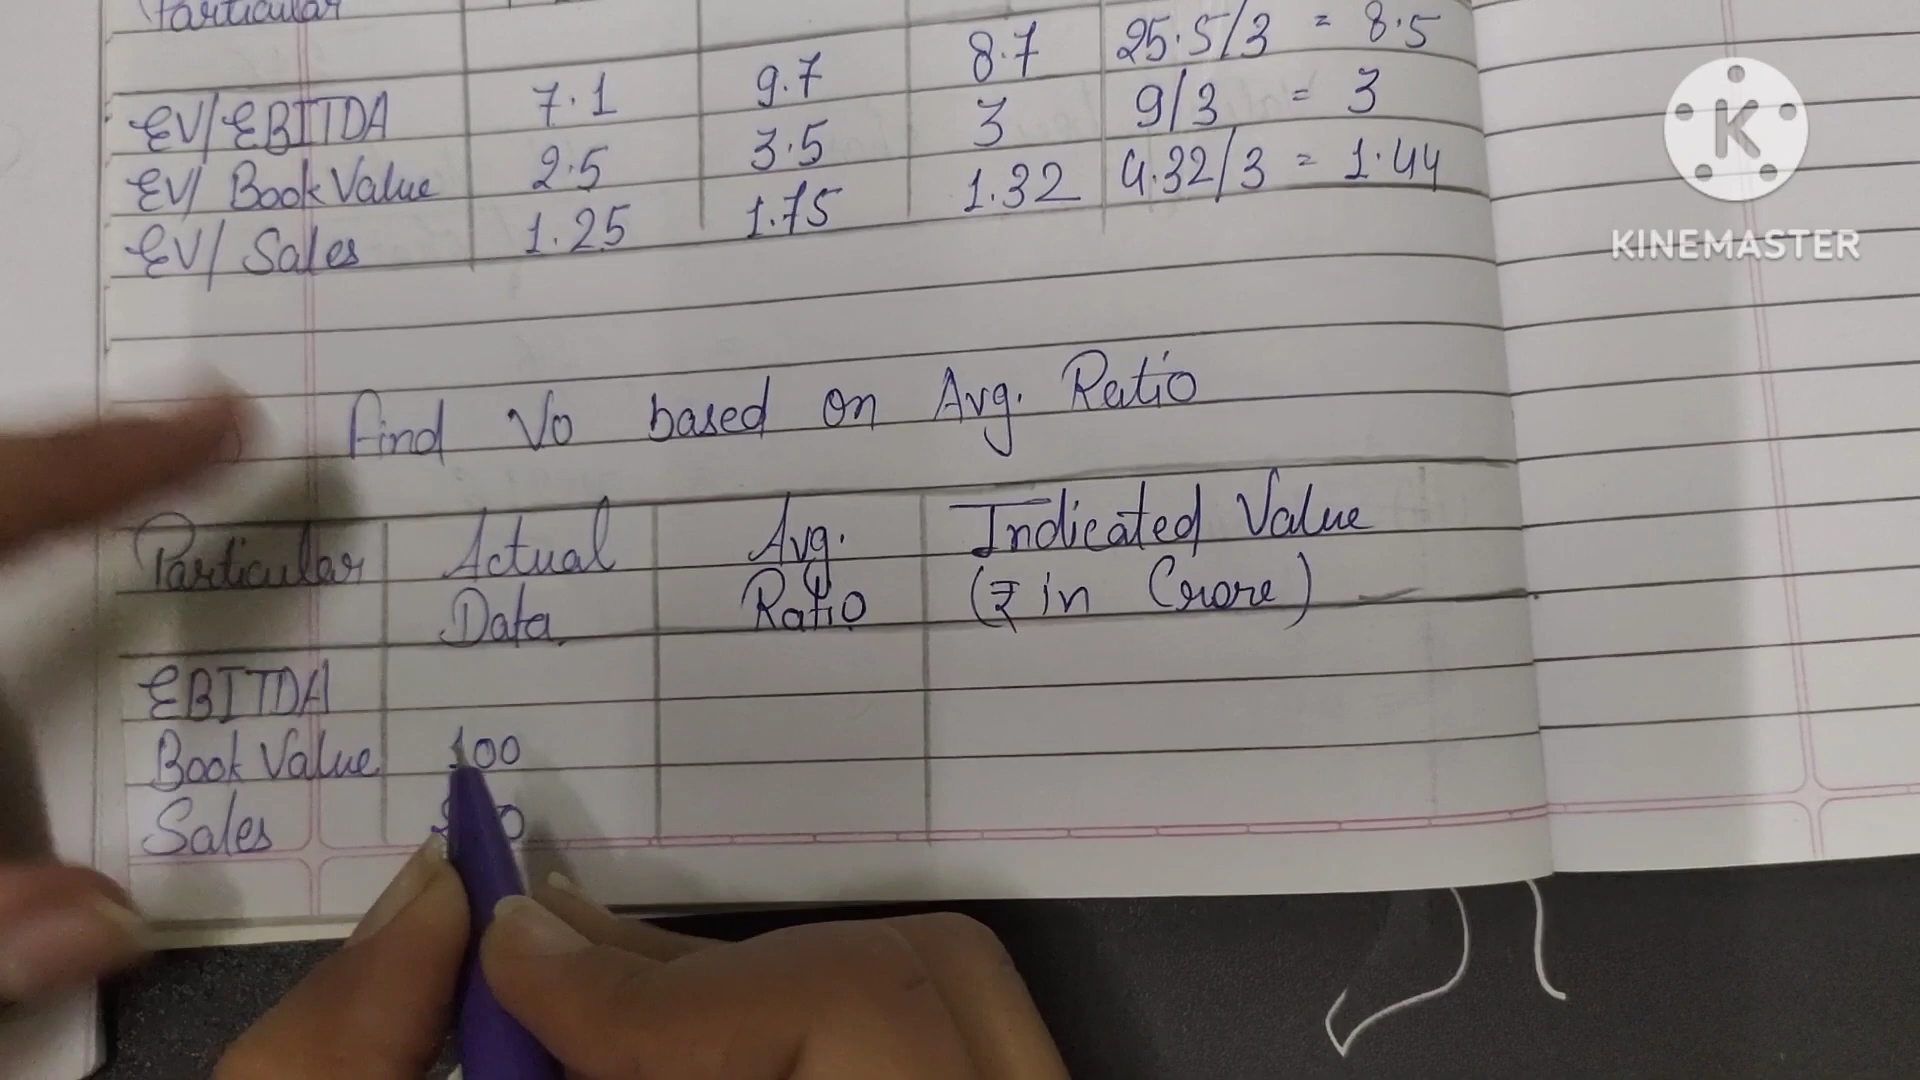 Particular
EV/EBITDA 7.1 9.7 8.7 25.5/3 = 8.5
EV/ Book Value 2.5 3.5 3 9/3 = 3
EV/ Sales 1.25 1.75 1.32 4.32/3 = 1.44
K
KINEMASTER
Find Vo based on Avg. Ratio
Particular Actual Data Avg. Ratio Indicated Value (₹ in Crore)
EBITDA
Book Value 100
Sales